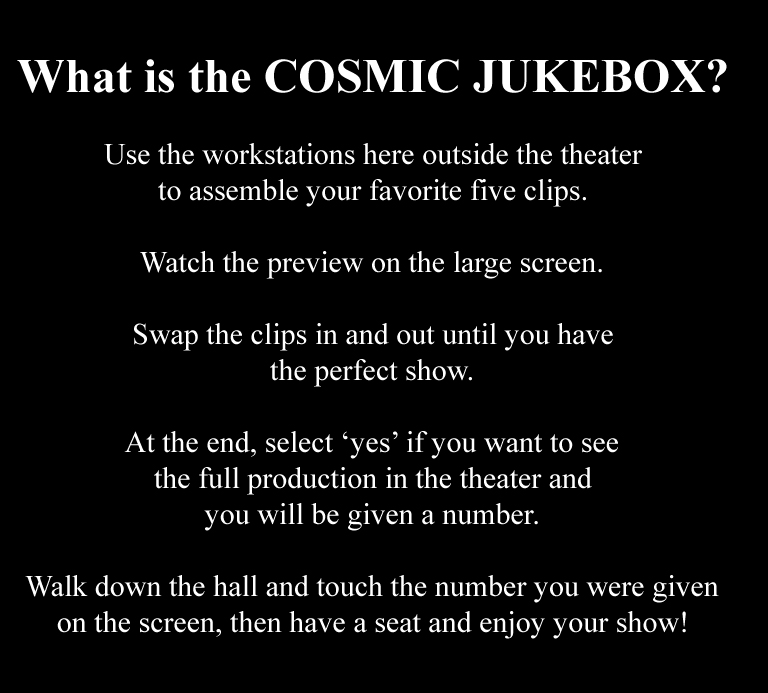 What is the COSMIC JUKEBOX?
Use the workstations here outside the theater
to assemble your favorite five clips.
Watch the preview on the large screen.
Swap the clips in and out until you have
the perfect show.
At the end, select ‘yes’ if you want to see
the full production in the theater and
you will be given a number.
Walk down the hall and touch the number you were given
on the screen, then have a seat and enjoy your show!